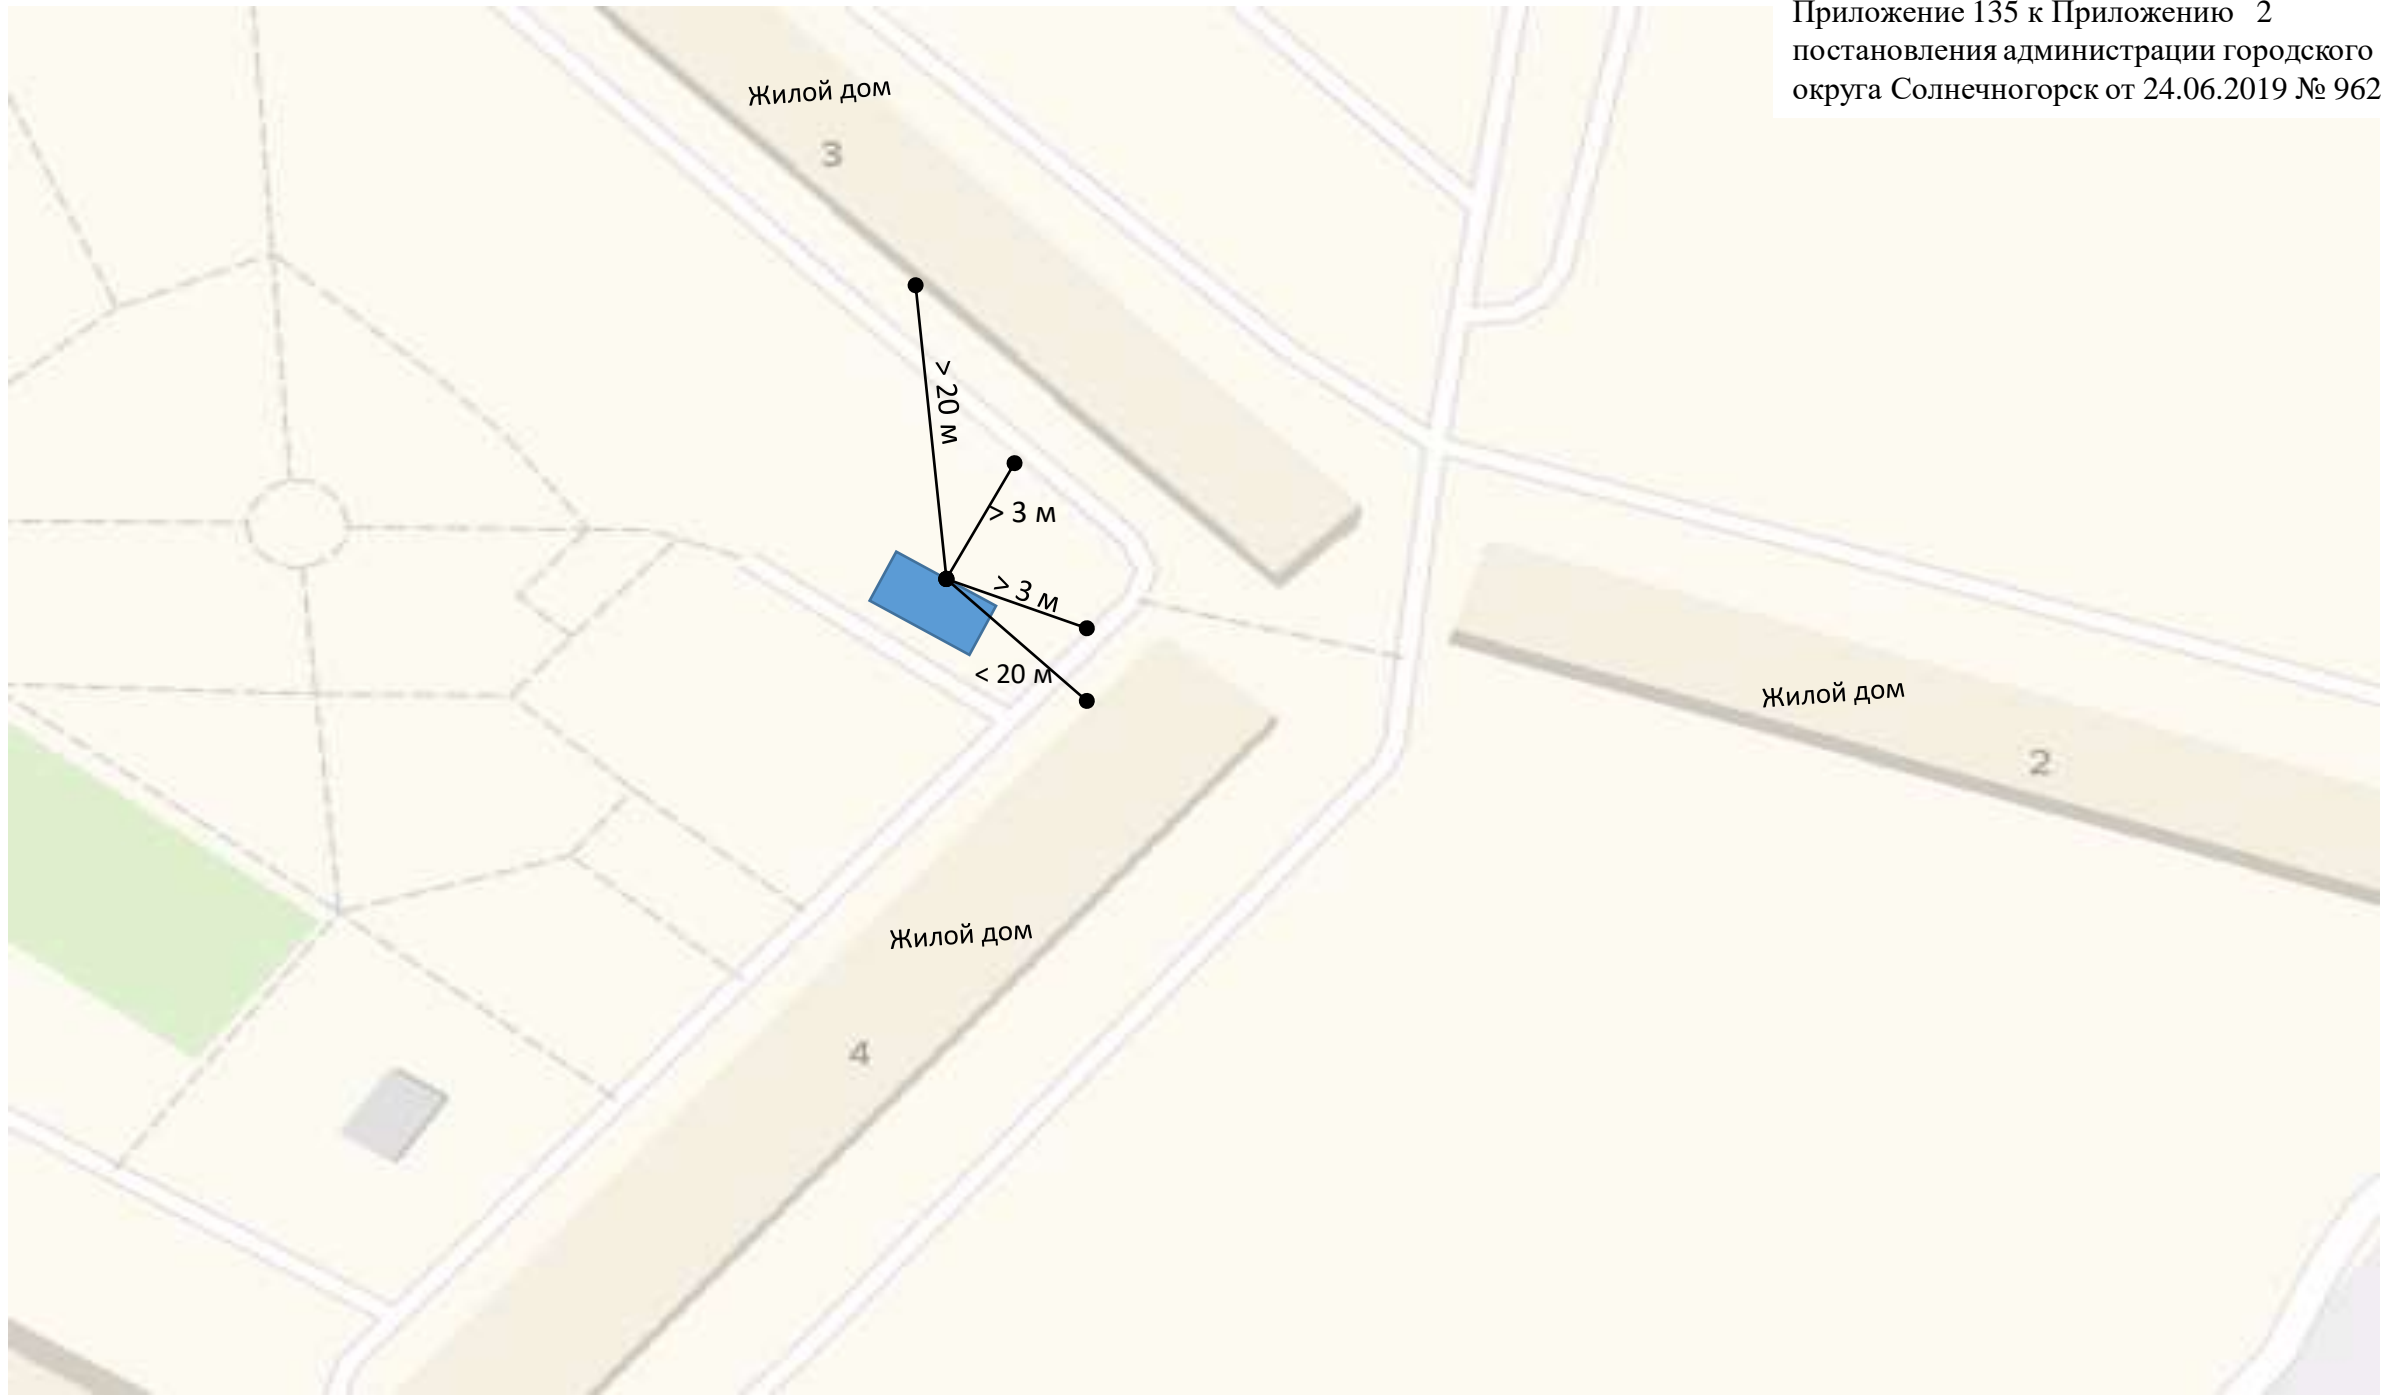 Приложение 135 к Приложению 2
постановления администрации городского
округа Солнечногорск от 24.06.2019 № 962
Жилой дом
3
> 20 м
> 3 м
> 3 м
< 20 м
Жилой дом
2
Жилой дом
4